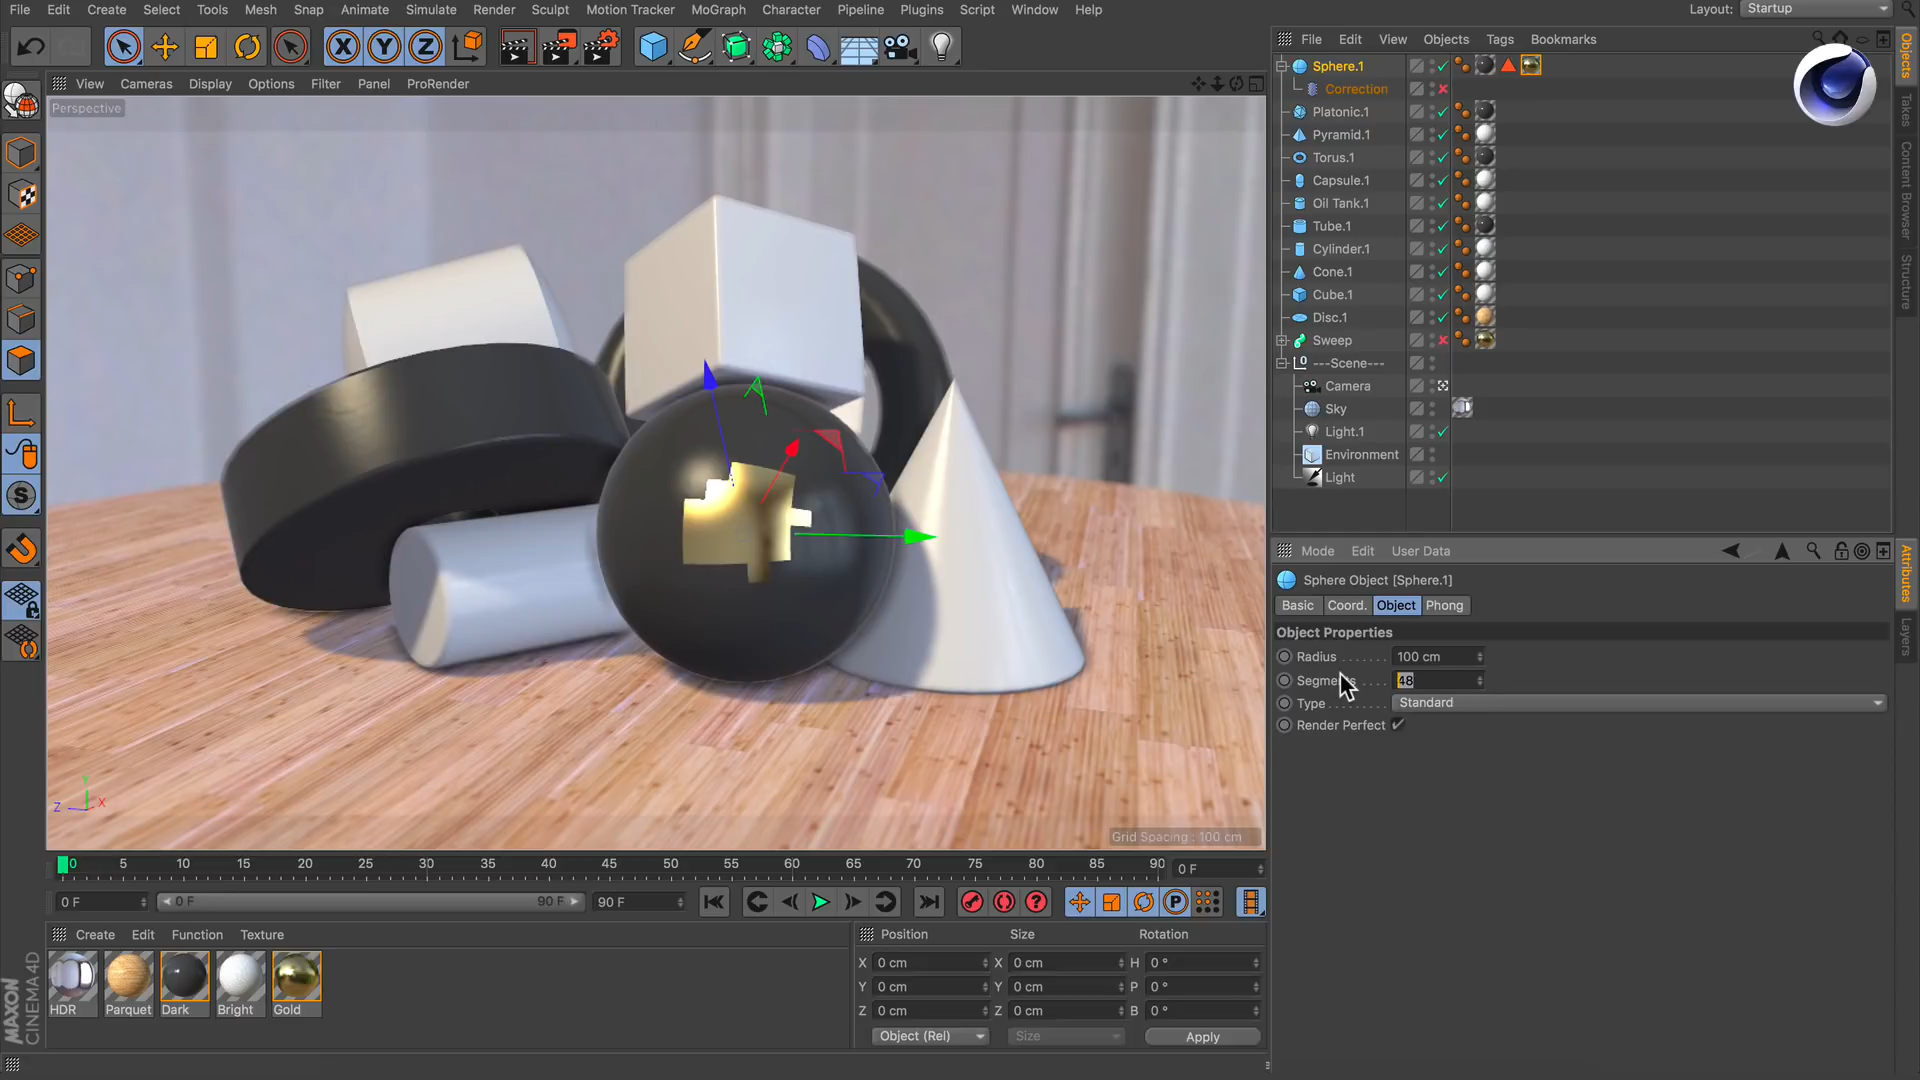 File Edit Create Select Tools Mesh Snap Animate Simulate Render Sculpt Motion Tracker MoGraph Character Pipeline Plugins Script Window Help Layout: Startup
X Y Z
File Edit View Objects Tags Bookmarks
View Cameras Display Options Filter Panel ProRender
Perspective
Sphere.1
Correction
Platonic.1
Pyramid.1
Torus.1
Capsule.1
Oil Tank.1
Tube.1
Cylinder.1
Cone.1
Cube.1
Disc.1
Sweep
---Scene---
Camera
Sky
Light.1
Environment
Light
Objects
Takes
Content Browser
Structure
Mode Edit User Data
Sphere Object [Sphere.1]
Basic Coord. Object Phong
Object Properties
Radius 100 cm
Segments 48
Type Standard
Render Perfect
Attributes
Layers
S
Y
Z X
Grid Spacing : 100 cm
0 5 10 15 20 25 30 35 40 45 50 55 60 65 70 75 80 85 90 0 F
0 F 0 F 90 F 90 F ? P
Create Edit Function Texture
HDR Parquet Dark Bright Gold
Position Size Rotation
X 0 cm X 0 cm H 0 °
Y 0 cm Y 0 cm P 0 °
Z 0 cm Z 0 cm B 0 °
Object (Rel) Size Apply
MAXON
CINEMA 4D